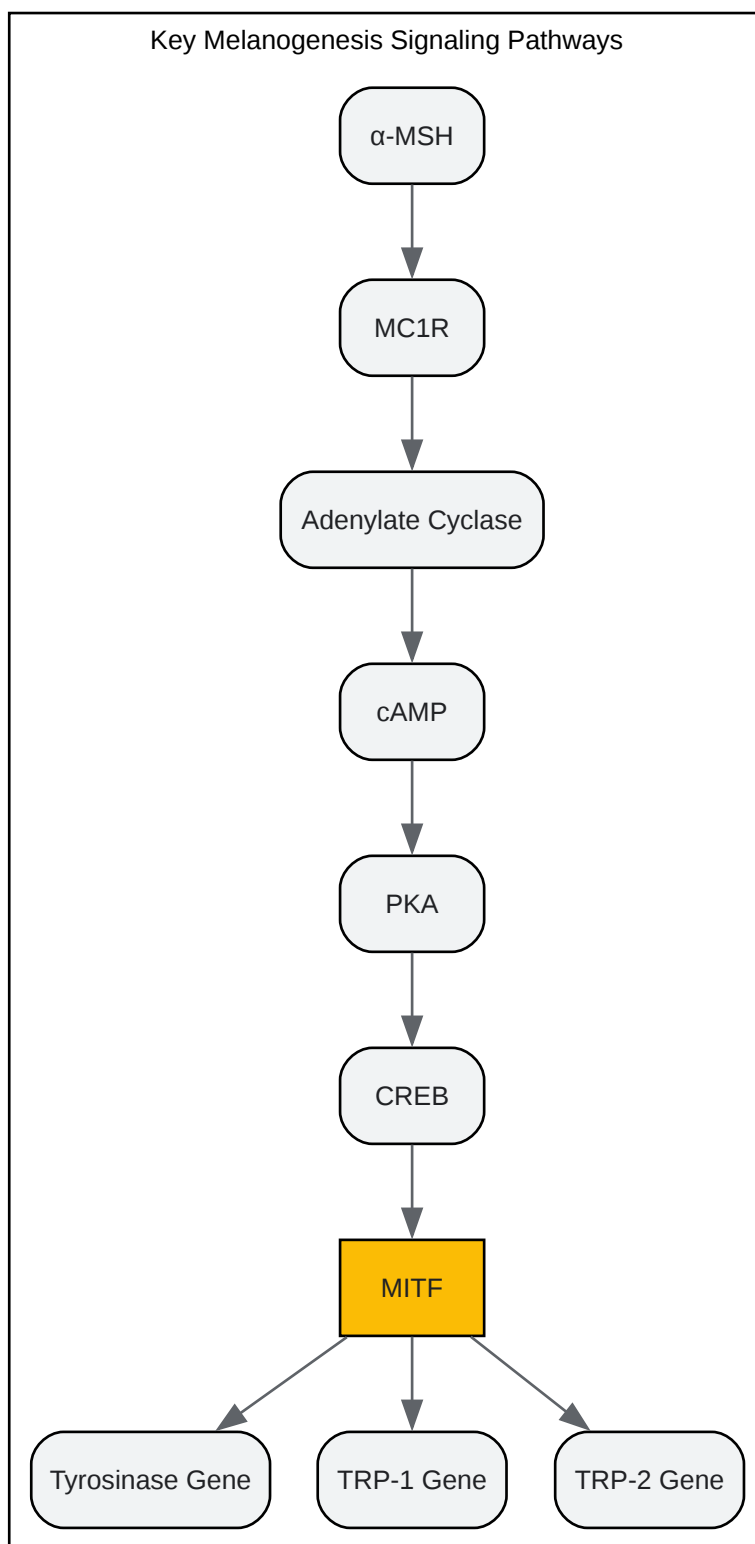 Key Melanogenesis Signaling Pathways
α-MSH
MC1R
Adenylate Cyclase
cAMP
PKA
CREB
MITF
Tyrosinase Gene
TRP-1 Gene
TRP-2 Gene